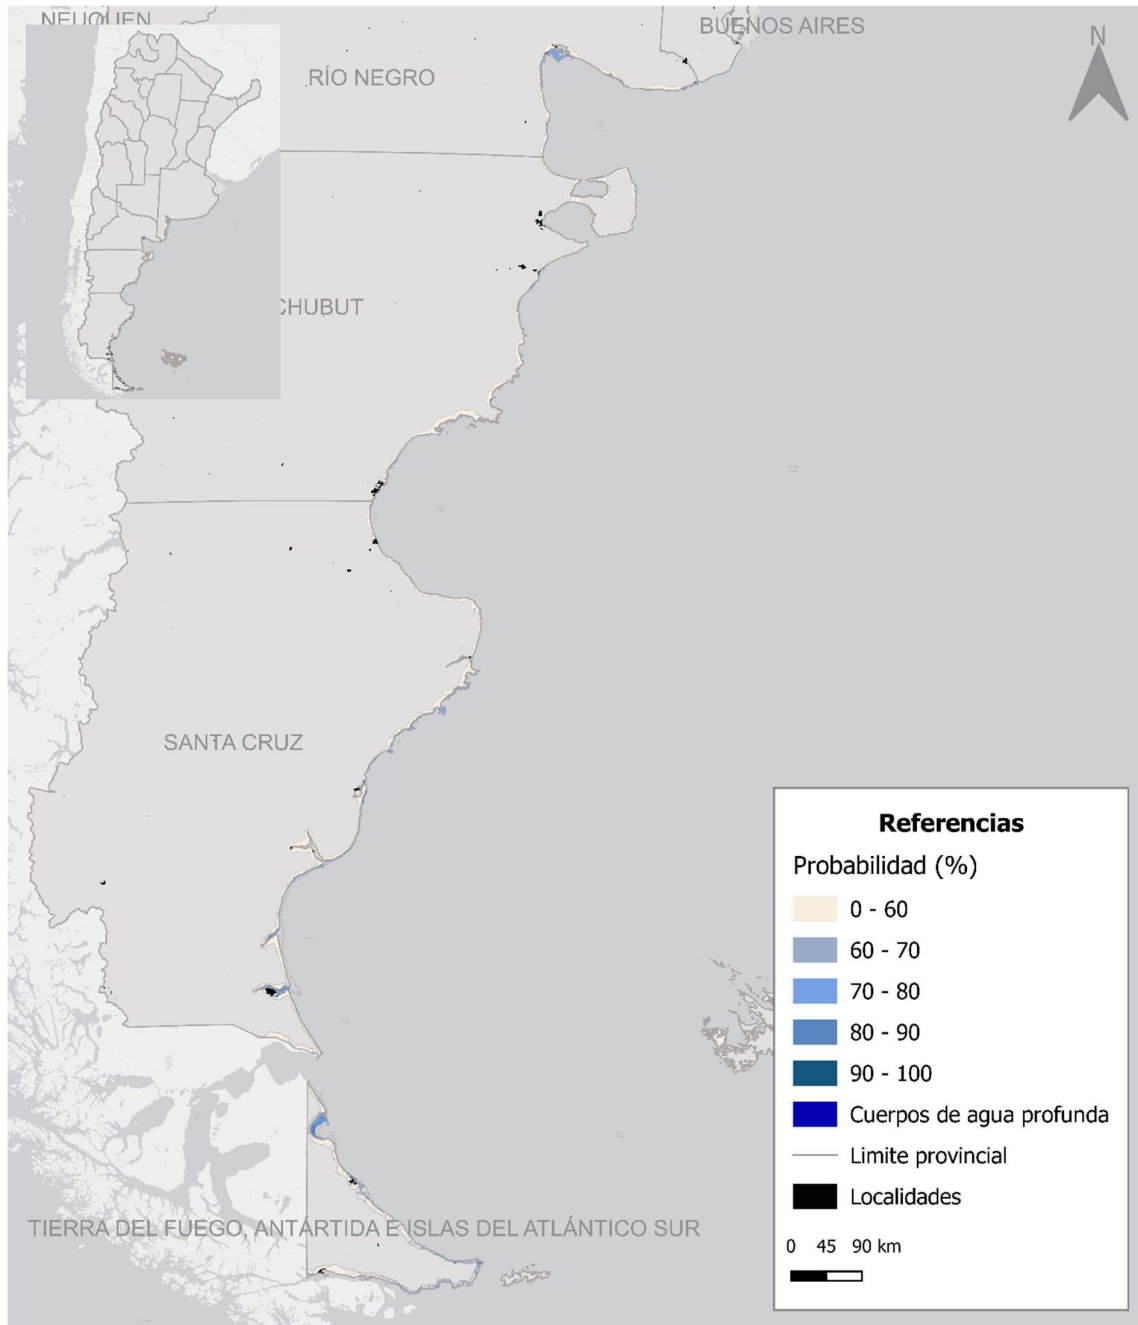 NEUQUEN
BUENOS AIRES
N
RÍO NEGRO
CHUBUT
SANTA CRUZ
TIERRA DEL FUEGO, ANTÁRTIDA E ISLAS DEL ATLÁNTICO SUR
Referencias
Probabilidad (%)
0 - 60
60 - 70
70 - 80
80 - 90
90 - 100
Cuerpos de agua profunda
Limite provincial
Localidades
0 45 90 km